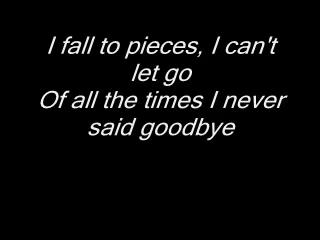 I fall to pieces, I can't
let go
Of all the times I never
said goodbye